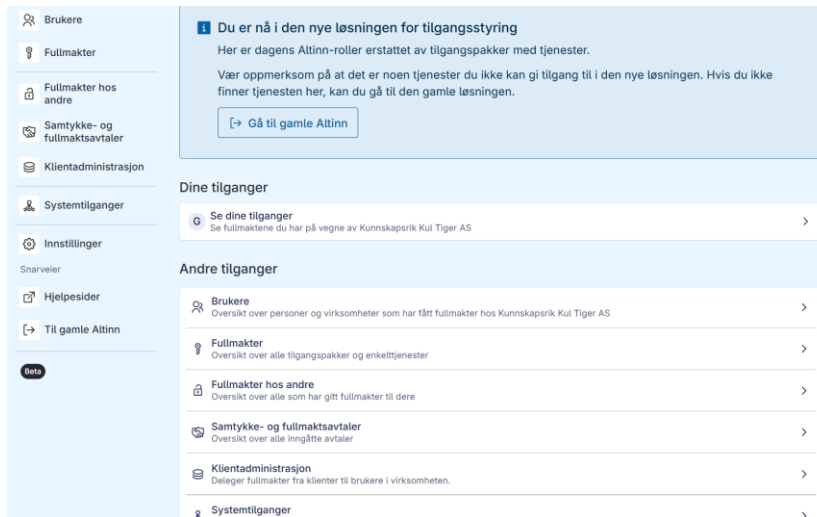 Brukere
Fullmakter
Fullmakter hos
andre
Samtykke- og
fullmaktsavtaler
Klientadministrasjon
Systemtilganger
Innstillinger
Snarveier
Hjelpesider
Til gamle Altinn
Beta
Du er nå i den nye løsningen for tilgangsstyring
Her er dagens Altinn-roller erstattet av tilgangspakker med tjenester.
Vær oppmerksom på at det er noen tjenester du ikke kan gi tilgang til i den nye løsningen. Hvis du ikke
finner tjenesten her, kan du gå til den gamle løsningen.
Gå til gamle Altinn
Dine tilganger
G
Se dine tilganger
Se fullmaktene du har på vegne av Kunnskapsrik Kul Tiger AS
Andre tilganger
Brukere
Oversikt over personer og virksomheter som har fått fullmakter hos Kunnskapsrik Kul Tiger AS
Fullmakter
Oversikt over alle tilgangspakker og enkelttjenester
Fullmakter hos andre
Oversikt over alle som har gitt fullmakter til dere
Samtykke- og fullmaktsavtaler
Oversikt over alle inngåtte avtaler
Klientadministrasjon
Deleger fullmakter fra klienter til brukere i virksomheten.
Systemtilganger